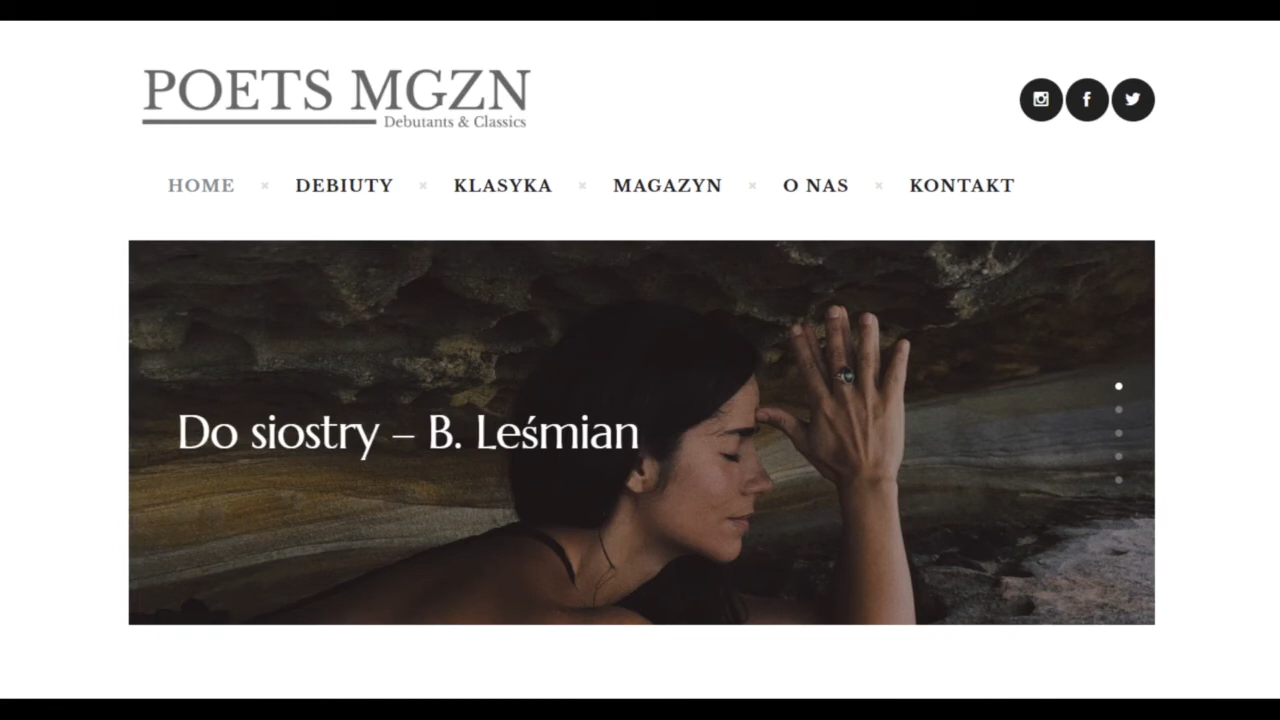 POETS MGZN
Debutants & Classics
HOME DEBIUTY KLASYKA MAGAZYN O NAS KONTAKT
Do siostry – B. Leśmian